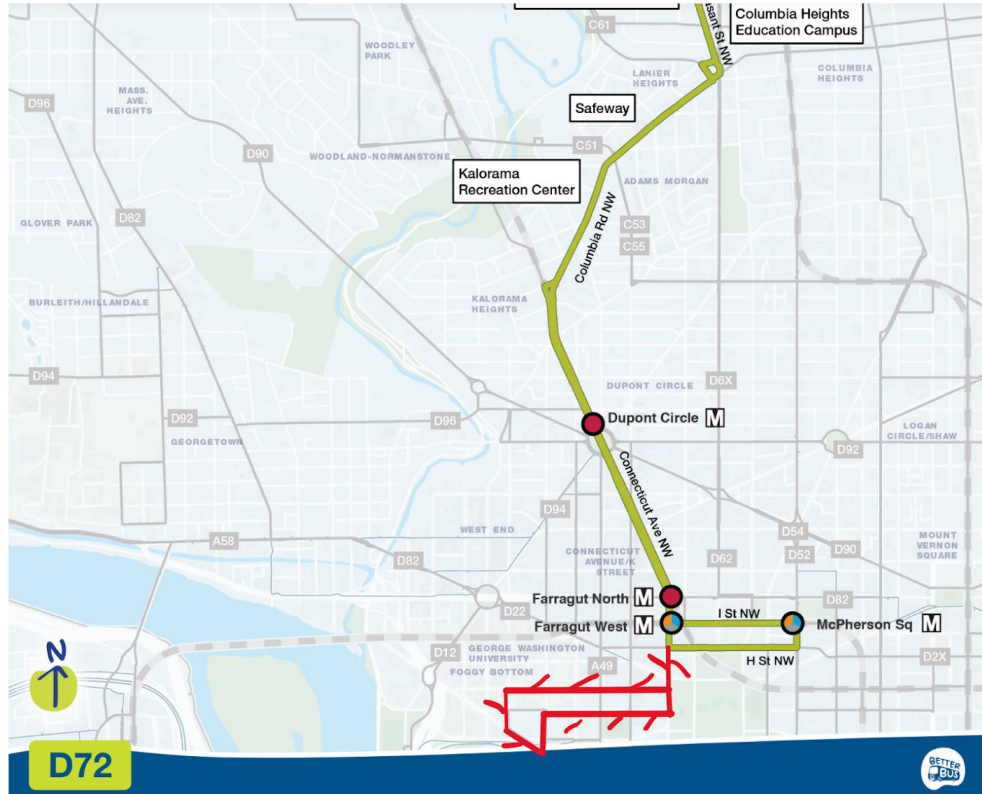 C61
Columbia Heights
Education Campus
asant St NW
WOODLEY
PARK
LANIER
HEIGHTS
COLUMBIA
HEIGHTS
MASS.
AVE.
HEIGHTS
D96
Safeway
D90
WOODLAND-NORMANSTONE
C51
Kalorama
Recreation Center
ADAMS MORGAN
GLOVER PARK
D82
Columbia Rd NW
C53
C55
BURLEITH/HILLANDALE
KALORAMA
HEIGHTS
D94
DUPONT CIRCLE
D6X
D92
D96
Dupont Circle M
GEORGETOWN
LOGAN
CIRCLE/SHAW
D92
Connecticut Ave NW
D94
WEST END
D54
A58
D82
CONNECTICUT
AVENUE/K
STREET
D62
D52
D90
MOUNT
VERNON
SQUARE
Farragut North M
D82
D22
I St NW
Farragut West M
McPherson Sq M
D12
GEORGE WASHINGTON
UNIVERSITY
FOGGY BOTTOM
A49
H St NW
D2X
N
D72
BETTER
BUS